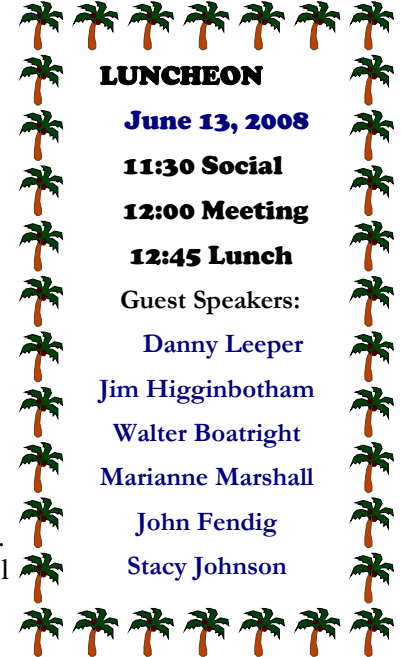 LUNCHEON
June 13, 2008
11:30 Social
12:00 Meeting
12:45 Lunch
Guest Speakers:
Danny Leeper
Jim Higginbotham
Walter Boatright
Marianne Marshall
John Fendig
.
l
Stacy Johnson